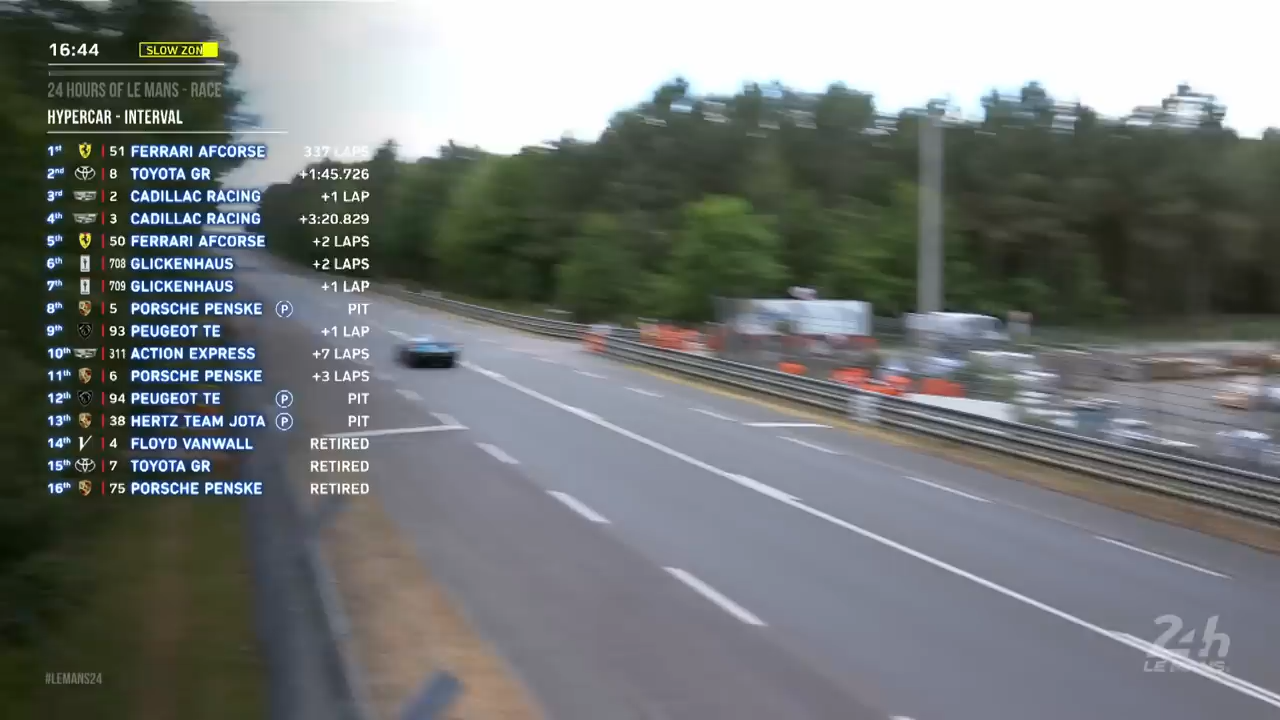 16:44 SLOW ZON
24 HOURS OF LE MANS - RACE
HYPERCAR - INTERVAL
1st 51 FERRARI AFCORSE 337 LAPS
2nd 8 TOYOTA GR +1:45.726
3rd 2 CADILLAC RACING +1 LAP
4th 3 CADILLAC RACING +3:20.829
5th 50 FERRARI AFCORSE +2 LAPS
6th 708 GLICKENHAUS +2 LAPS
7th 709 GLICKENHAUS +1 LAP
8th 5 PORSCHE PENSKE P PIT
9th 93 PEUGEOT TE +1 LAP
10th 311 ACTION EXPRESS +7 LAPS
11th 6 PORSCHE PENSKE +3 LAPS
12th 94 PEUGEOT TE P PIT
13th 38 HERTZ TEAM JOTA P PIT
14th 4 FLOYD VANWALL RETIRED
15th 7 TOYOTA GR RETIRED
16th 75 PORSCHE PENSKE RETIRED
24h
LE MANS
#LEMANS24